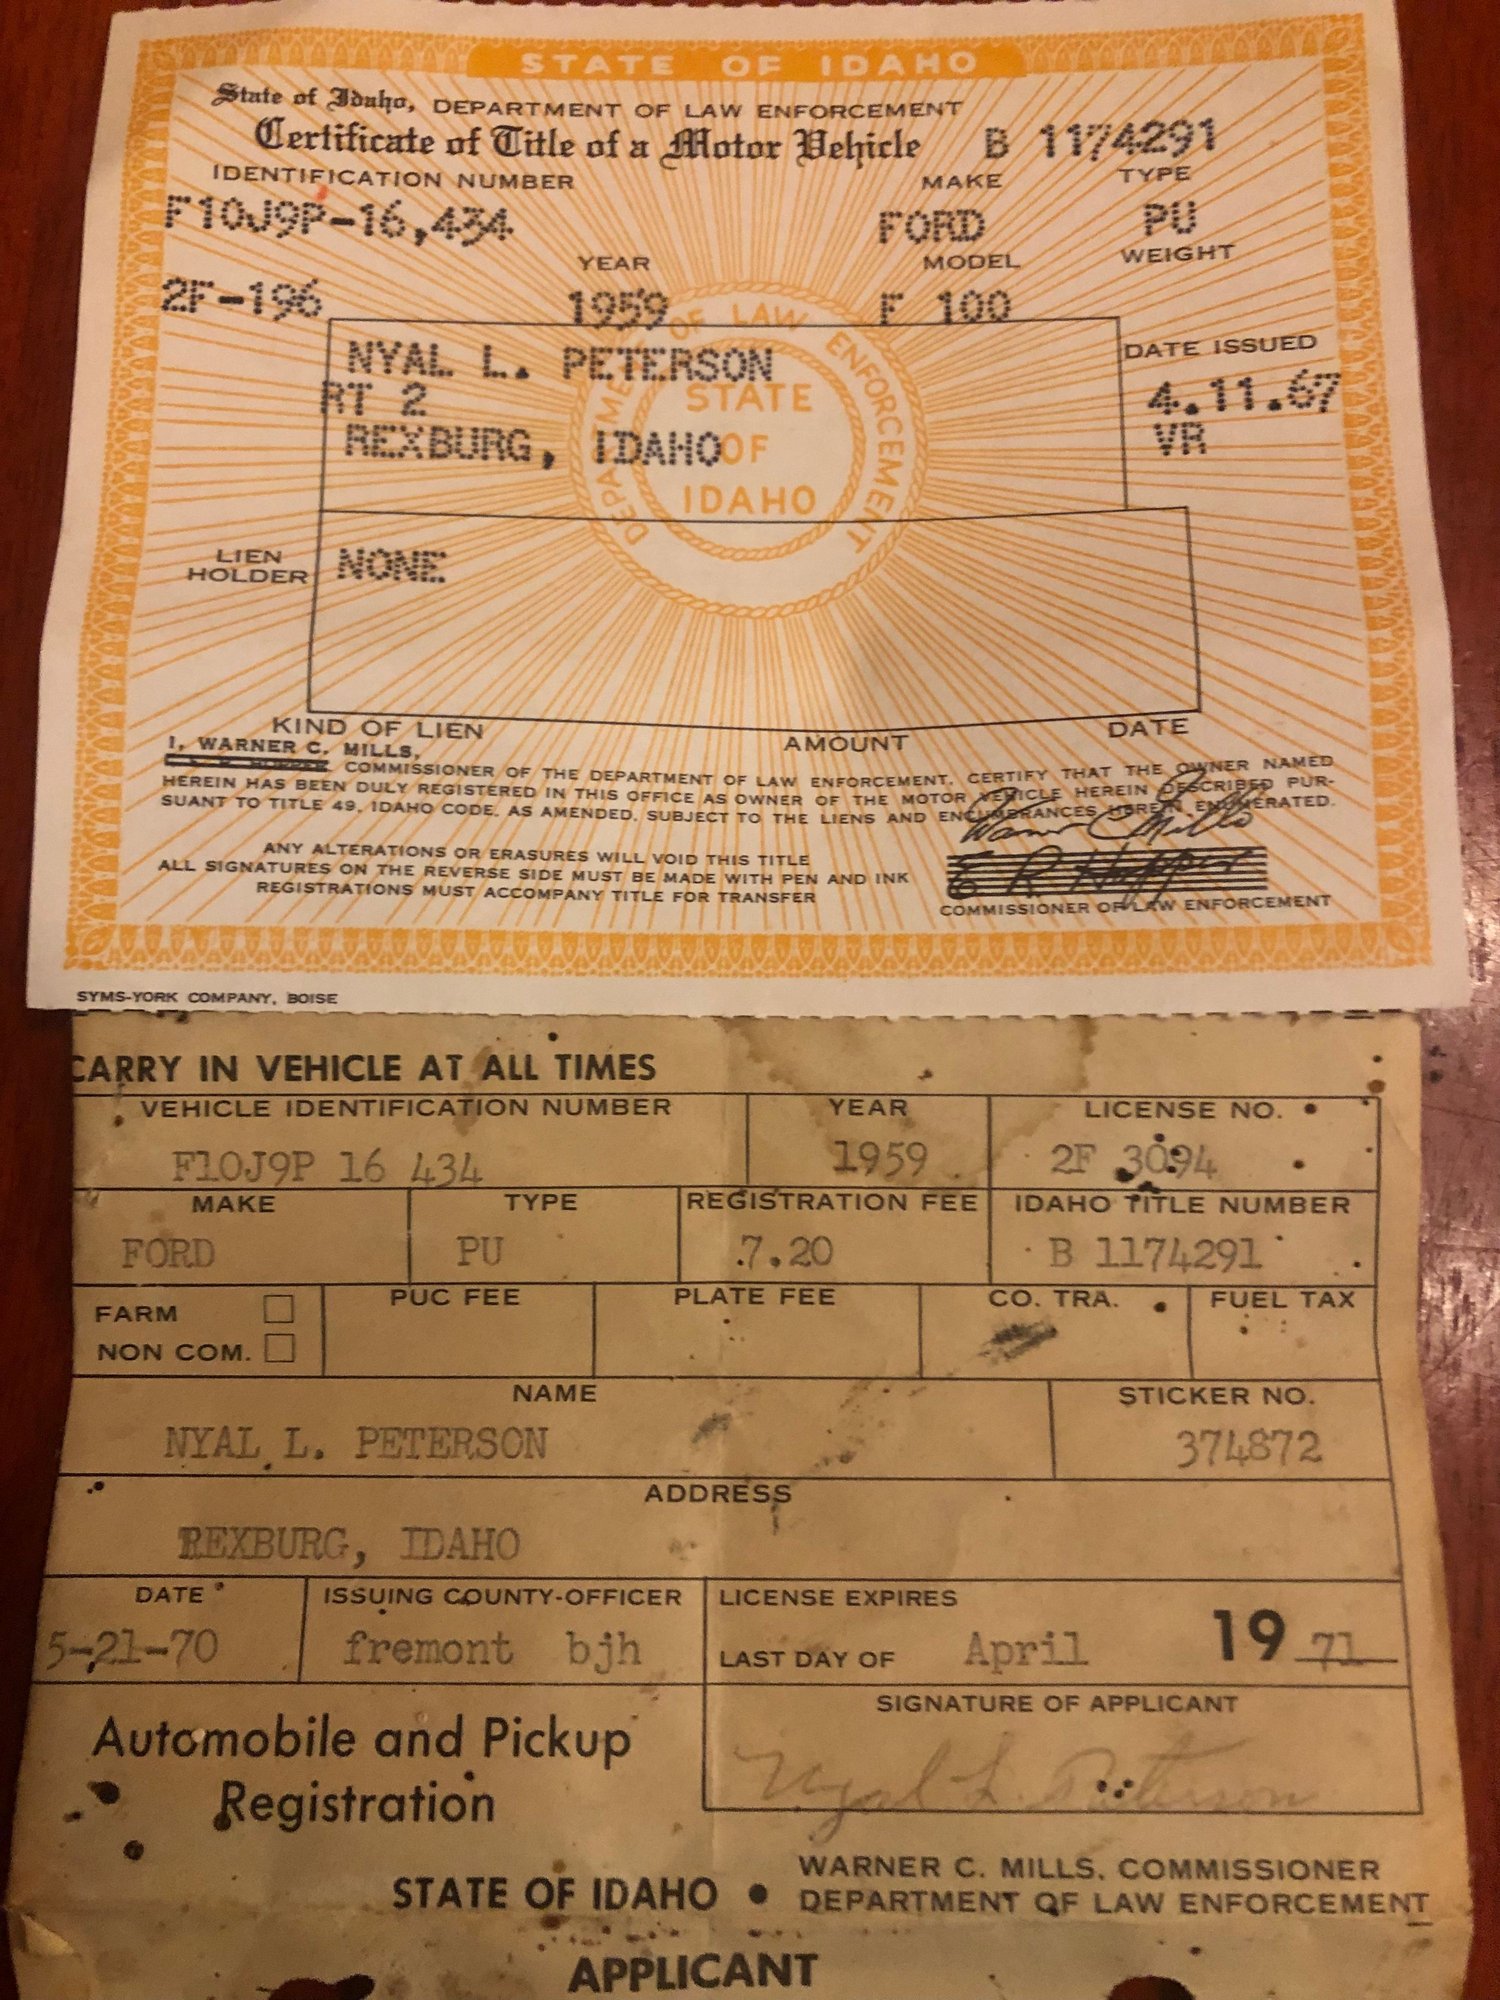 STATE OF IDAHO
State of Idaho, DEPARTMENT OF LAW ENFORCEMENT
Certificate of Title of a Motor Vehicle B 1174291
IDENTIFICATION NUMBER MAKE TYPE
F10J9P-16,434 FORD PU
YEAR MODEL WEIGHT
2F-196 1959 F 100
NYAL L. PETERSON
DATE ISSUED
RT 2 4.11.67
REXBURG, IDAHO VR
DEPARTMENT OF LAW ENFORCEMENT
STATE
OF
IDAHO
LIEN
HOLDER NONE
KIND OF LIEN AMOUNT DATE
I, WARNER C. MILLS,
COMMISSIONER OF THE DEPARTMENT OF LAW ENFORCEMENT, CERTIFY THAT THE OWNER NAMED
HEREIN HAS BEEN DULY REGISTERED IN THIS OFFICE AS OWNER OF THE MOTOR VEHICLE HEREIN DESCRIBED PUR-
SUANT TO TITLE 49, IDAHO CODE, AS AMENDED, SUBJECT TO THE LIENS AND ENCUMBRANCES HEREIN ENUMERATED.
Warner C Mills
ANY ALTERATIONS OR ERASURES WILL VOID THIS TITLE
ALL SIGNATURES ON THE REVERSE SIDE MUST BE MADE WITH PEN AND INK
REGISTRATIONS MUST ACCOMPANY TITLE FOR TRANSFER
COMMISSIONER OF LAW ENFORCEMENT
SYMS-YORK COMPANY, BOISE
CARRY IN VEHICLE AT ALL TIMES
VEHICLE IDENTIFICATION NUMBER YEAR LICENSE NO.
F10J9P 16 434 1959 2F 3094
MAKE TYPE REGISTRATION FEE IDAHO TITLE NUMBER
FORD PU 7.20 B 1174291
FARM PUC FEE PLATE FEE CO. TRA. FUEL TAX
NON COM.
NAME STICKER NO.
NYAL L. PETERSON 374872
ADDRESS
REXBURG, IDAHO
DATE ISSUING COUNTY-OFFICER LICENSE EXPIRES
5-21-70 fremont bjh LAST DAY OF April 19 71
SIGNATURE OF APPLICANT
Nyal L. Peterson
Automobile and Pickup
Registration
STATE OF IDAHO • WARNER C. MILLS, COMMISSIONER
DEPARTMENT OF LAW ENFORCEMENT
APPLICANT